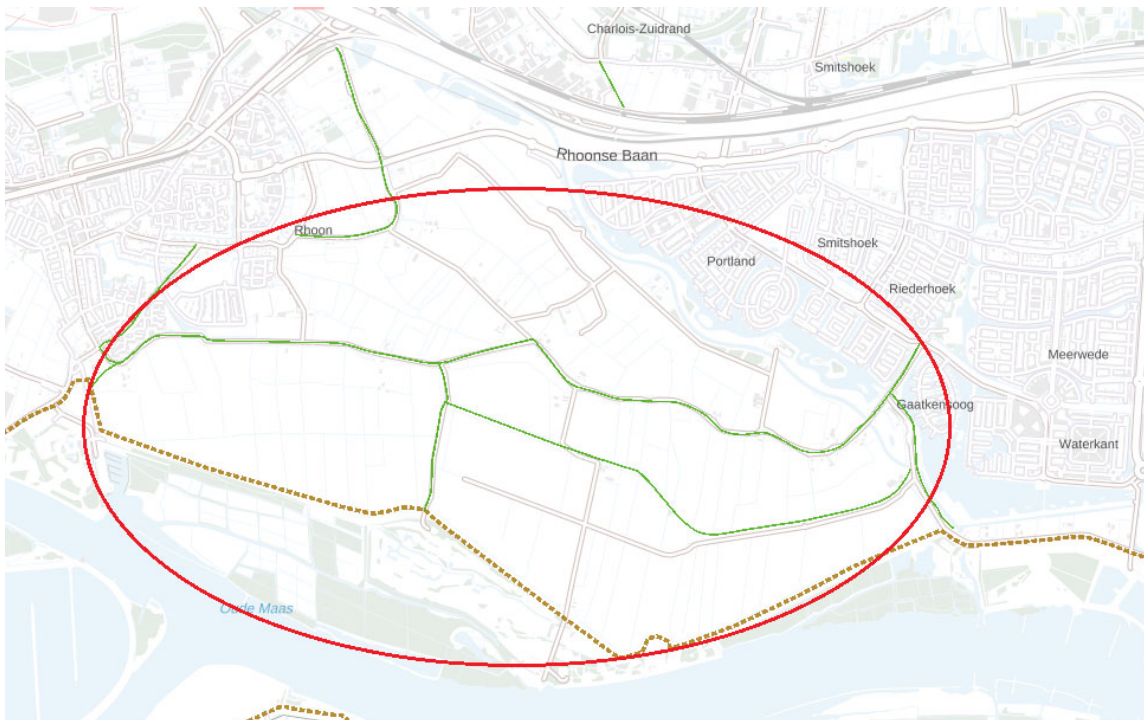 Charlois-Zuidrand
Smitshoek
Rhoonse Baan
Rhoon
Smitshoek
Portland
Riederhoek
Meerwede
Gaatkensoog
Waterkant
Oude Maas